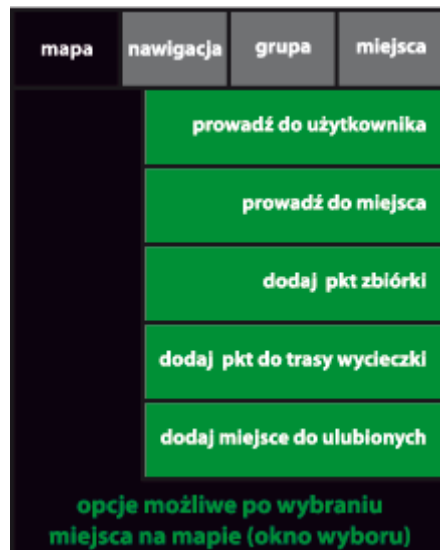 mapa nawigacja grupa miejsca
prowadź do użytkownika
prowadź do miejsca
dodaj pkt zbiórki
dodaj pkt do trasy wycieczki
dodaj miejsce do ulubionych
opcje możliwe po wybraniu
miejsca na mapie (okno wyboru)